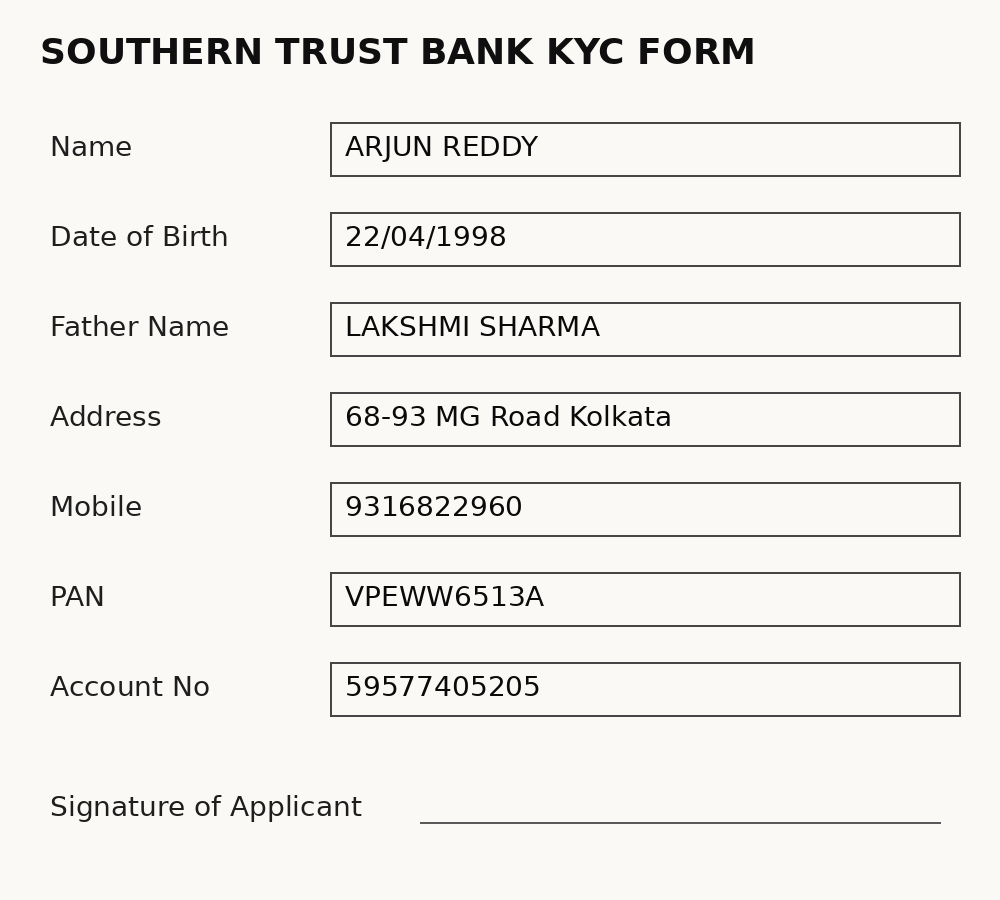 SOUTHERN TRUST BANK KYC FORM
Name ARJUN REDDY
Date of Birth 22/04/1998
Father Name LAKSHMI SHARMA
Address 68-93 MG Road Kolkata
Mobile 9316822960
PAN VPEWW6513A
Account No 59577405205
Signature of Applicant